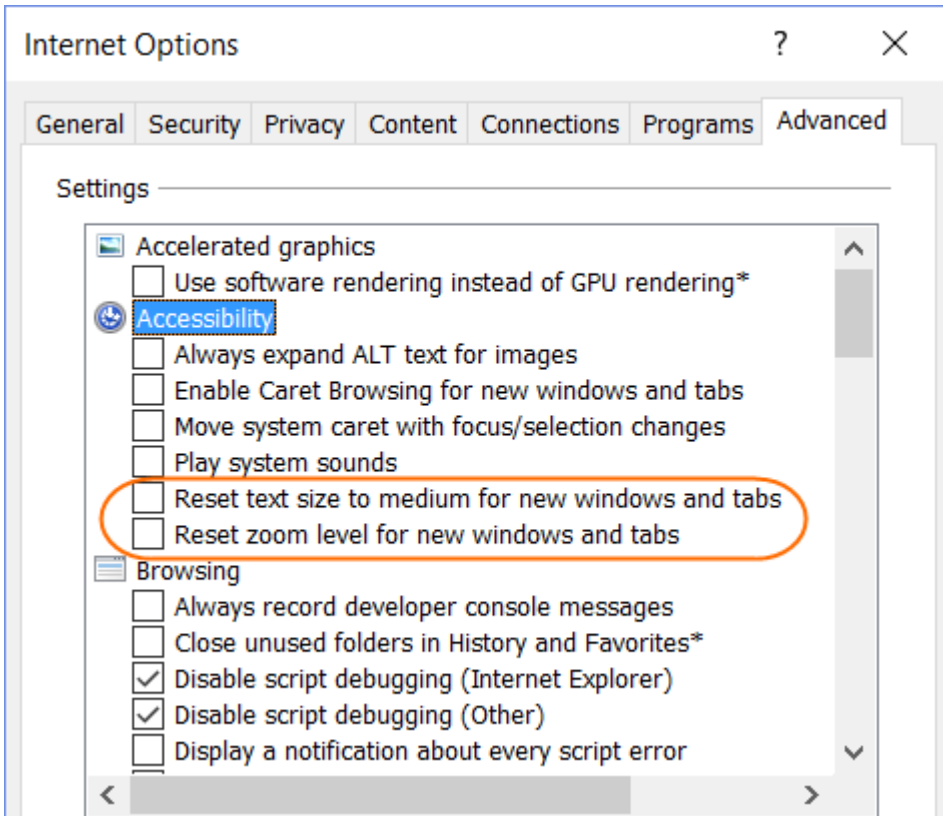 Internet Options
General Security Privacy Content Connections Programs Advanced
Settings
Accelerated graphics
Use software rendering instead of GPU rendering*
Accessibility
Always expand ALT text for images
Enable Caret Browsing for new windows and tabs
Move system caret with focus/selection changes
Play system sounds
Reset text size to medium for new windows and tabs
Reset zoom level for new windows and tabs
Browsing
Always record developer console messages
Close unused folders in History and Favorites*
Disable script debugging (Internet Explorer)
Disable script debugging (Other)
Display a notification about every script error